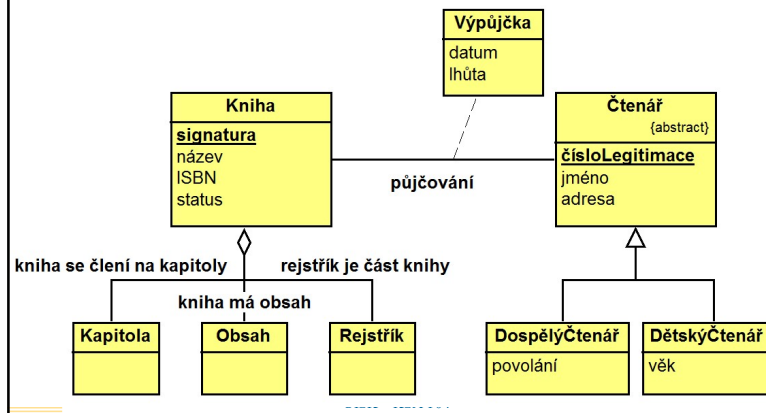 Výpůjčka
datum
lhůta
Kniha
signatura
název
ISBN
status
Čtenář
{abstract}
čísloLegitimace
jméno
adresa
půjčování
kniha se člení na kapitoly
rejstřík je část knihy
kniha má obsah
Kapitola
Obsah
Rejstřík
DospělýČtenář
povolání
DětskýČtenář
věk